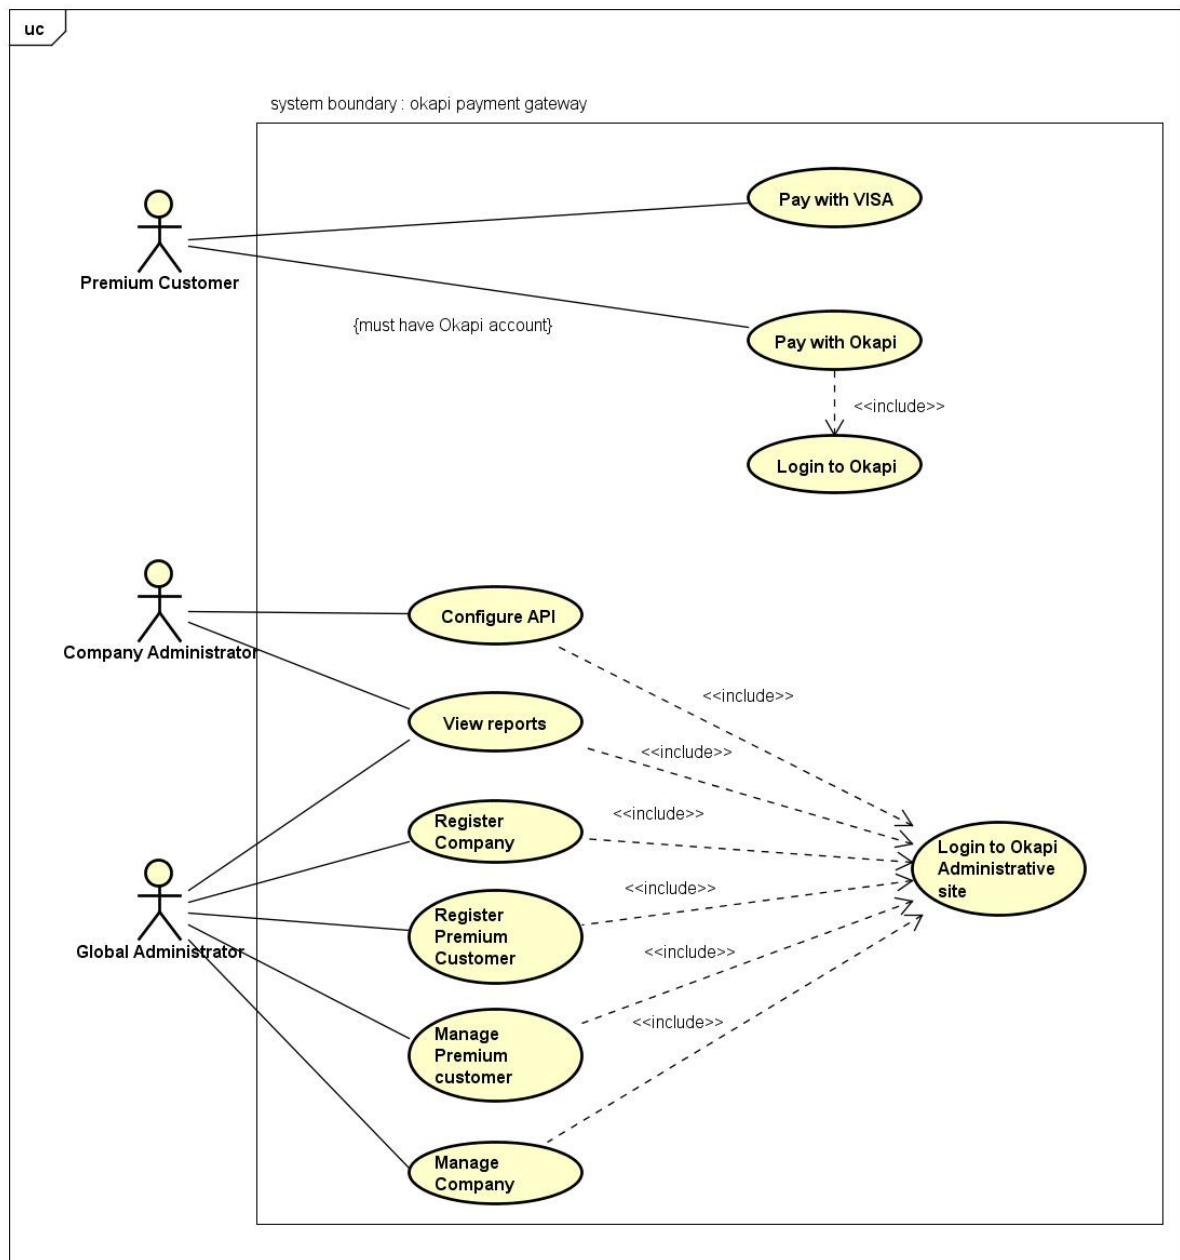 uc
system boundary : okapi payment gateway
Pay with VISA
Premium Customer
{must have Okapi account}
Pay with Okapi
<<include>>
Login to Okapi
Company Administrator
Configure API
<<include>>
View reports
<<include>>
Register
Company
<<include>>
Login to Okapi
Administrative
site
Global Administrator
Register
Premium
Customer
<<include>>
Manage
Premium
customer
<<include>>
<<include>>
Manage
Company